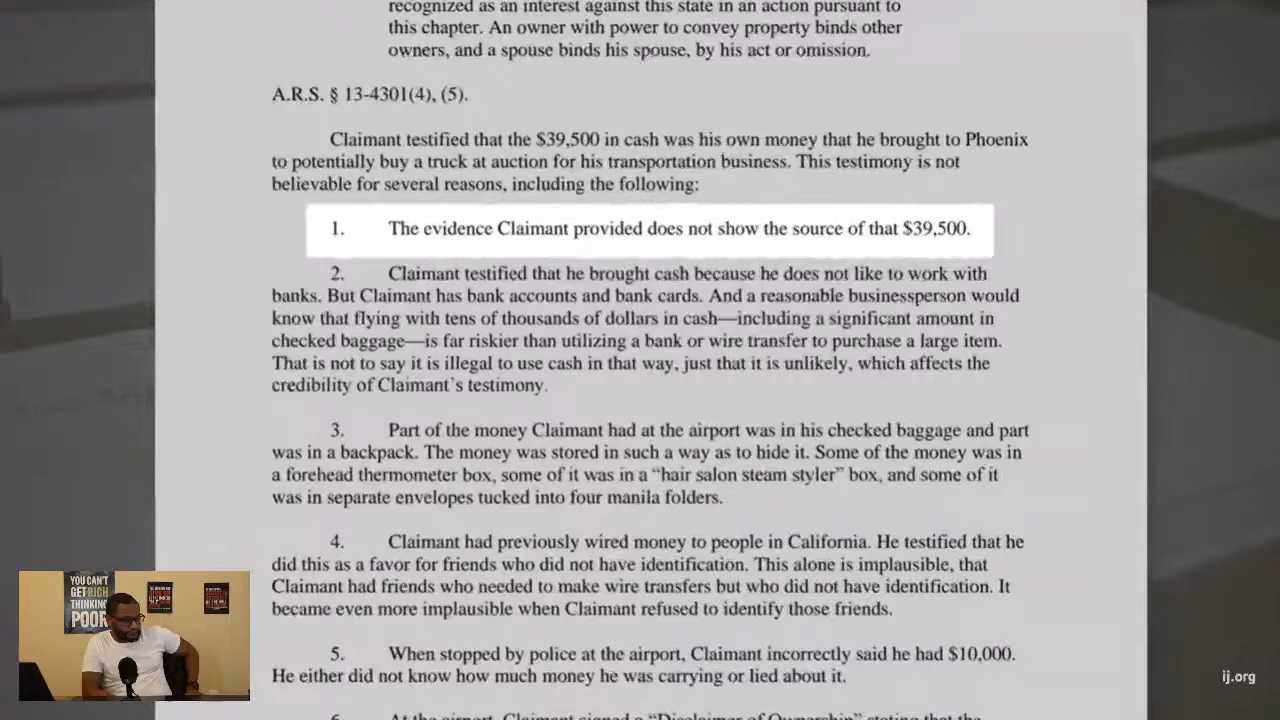 recognized as an interest against this state in an action pursuant to
this chapter. An owner with power to convey property binds other
owners, and a spouse binds his spouse, by his act or omission.
A.R.S. § 13-4301(4), (5).
Claimant testified that the $39,500 in cash was his own money that he brought to Phoenix
to potentially buy a truck at auction for his transportation business. This testimony is not
believable for several reasons, including the following:
1. The evidence Claimant provided does not show the source of that $39,500.
2. Claimant testified that he brought cash because he does not like to work with
banks. But Claimant has bank accounts and bank cards. And a reasonable businessperson would
know that flying with tens of thousands of dollars in cash—including a significant amount in
checked baggage—is far riskier than utilizing a bank or wire transfer to purchase a large item.
That is not to say it is illegal to use cash in that way, just that it is unlikely, which affects the
credibility of Claimant's testimony.
3. Part of the money Claimant had at the airport was in his checked baggage and part
was in a backpack. The money was stored in such a way as to hide it. Some of the money was in
a forehead thermometer box, some of it was in a “hair salon steam styler” box, and some of it
was in separate envelopes tucked into four manila folders.
4. Claimant had previously wired money to people in California. He testified that he
did this as a favor for friends who did not have identification. This alone is implausible, that
Claimant had friends who needed to make wire transfers but who did not have identification. It
became even more implausible when Claimant refused to identify those friends.
5. When stopped by police at the airport, Claimant incorrectly said he had $10,000.
He either did not know how much money he was carrying or lied about it.
6. At the airport, Claimant signed a “Disclaimer of Ownership” stating that the
YOU CAN'T
GET RICH
THINKING
POOR
ij.org